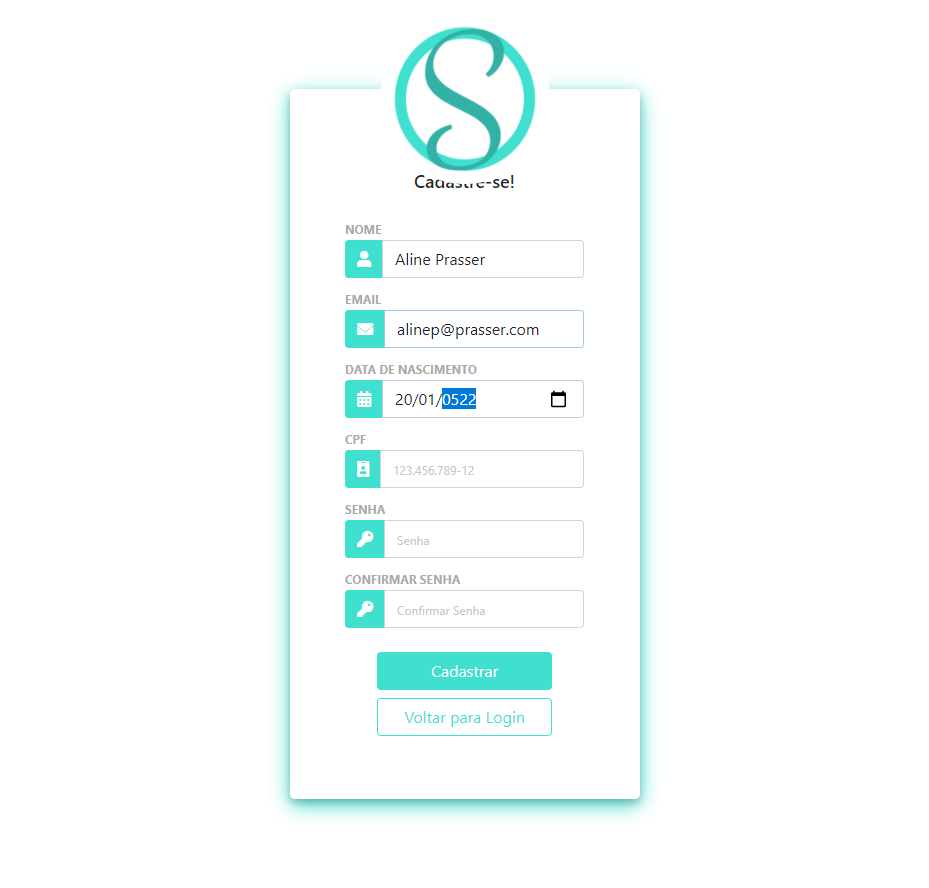 S
Cadastre-se!
NOME
Aline Prasser
EMAIL
alinep@prasser.com
DATA DE NASCIMENTO
20/01/0522
CPF
123.456.789-12
SENHA
Senha
CONFIRMAR SENHA
Confirmar Senha
Cadastrar
Voltar para Login